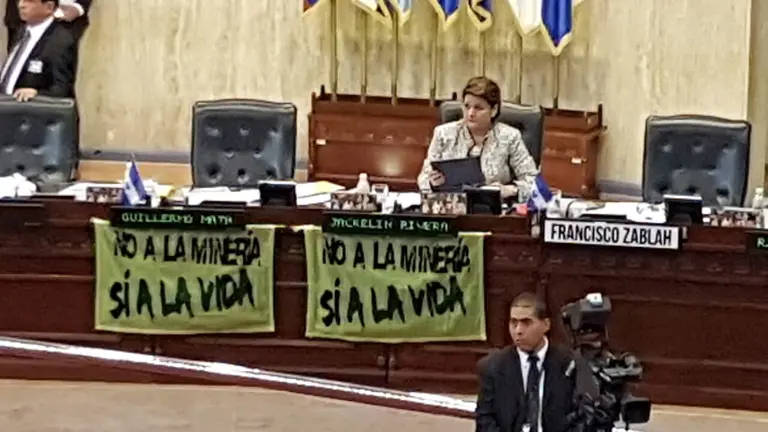 GUILLERMO MATA
NO A LA MINERÍA
SÍ A LA VIDA
JACKELIN RIVERA
NO A LA MINERÍA
SÍ A LA VIDA
FRANCISCO ZABLAH
R